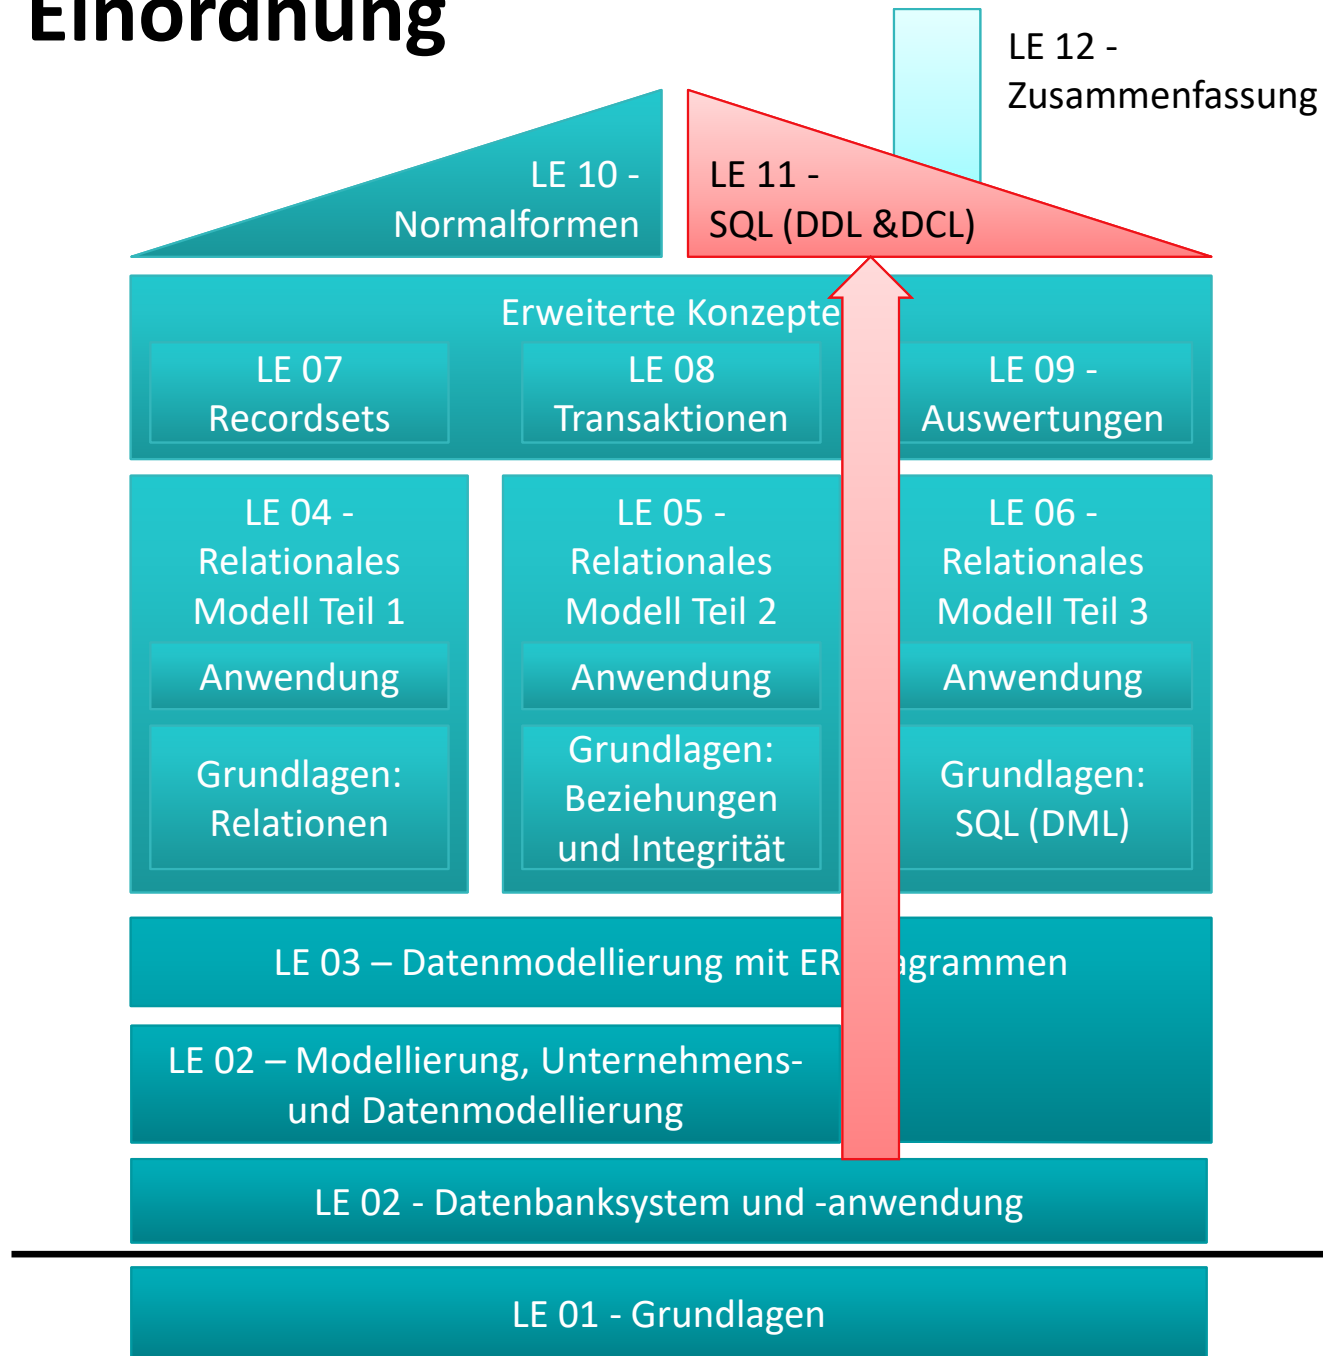 Einordnung
LE 12 -
Zusammenfassung
LE 10 -
Normalformen
LE 11 -
SQL (DDL &DCL)
Erweiterte Konzepte
LE 07
Recordsets
LE 08
Transaktionen
LE 09 -
Auswertungen
LE 04 -
Relationales
Modell Teil 1
Anwendung
Grundlagen:
Relationen
LE 05 -
Relationales
Modell Teil 2
Anwendung
Grundlagen:
Beziehungen
und Integrität
LE 06 -
Relationales
Modell Teil 3
Anwendung
Grundlagen:
SQL (DML)
LE 03 – Datenmodellierung mit ER agrammen
LE 02 – Modellierung, Unternehmens-
und Datenmodellierung
LE 02 - Datenbanksystem und -anwendung
LE 01 - Grundlagen